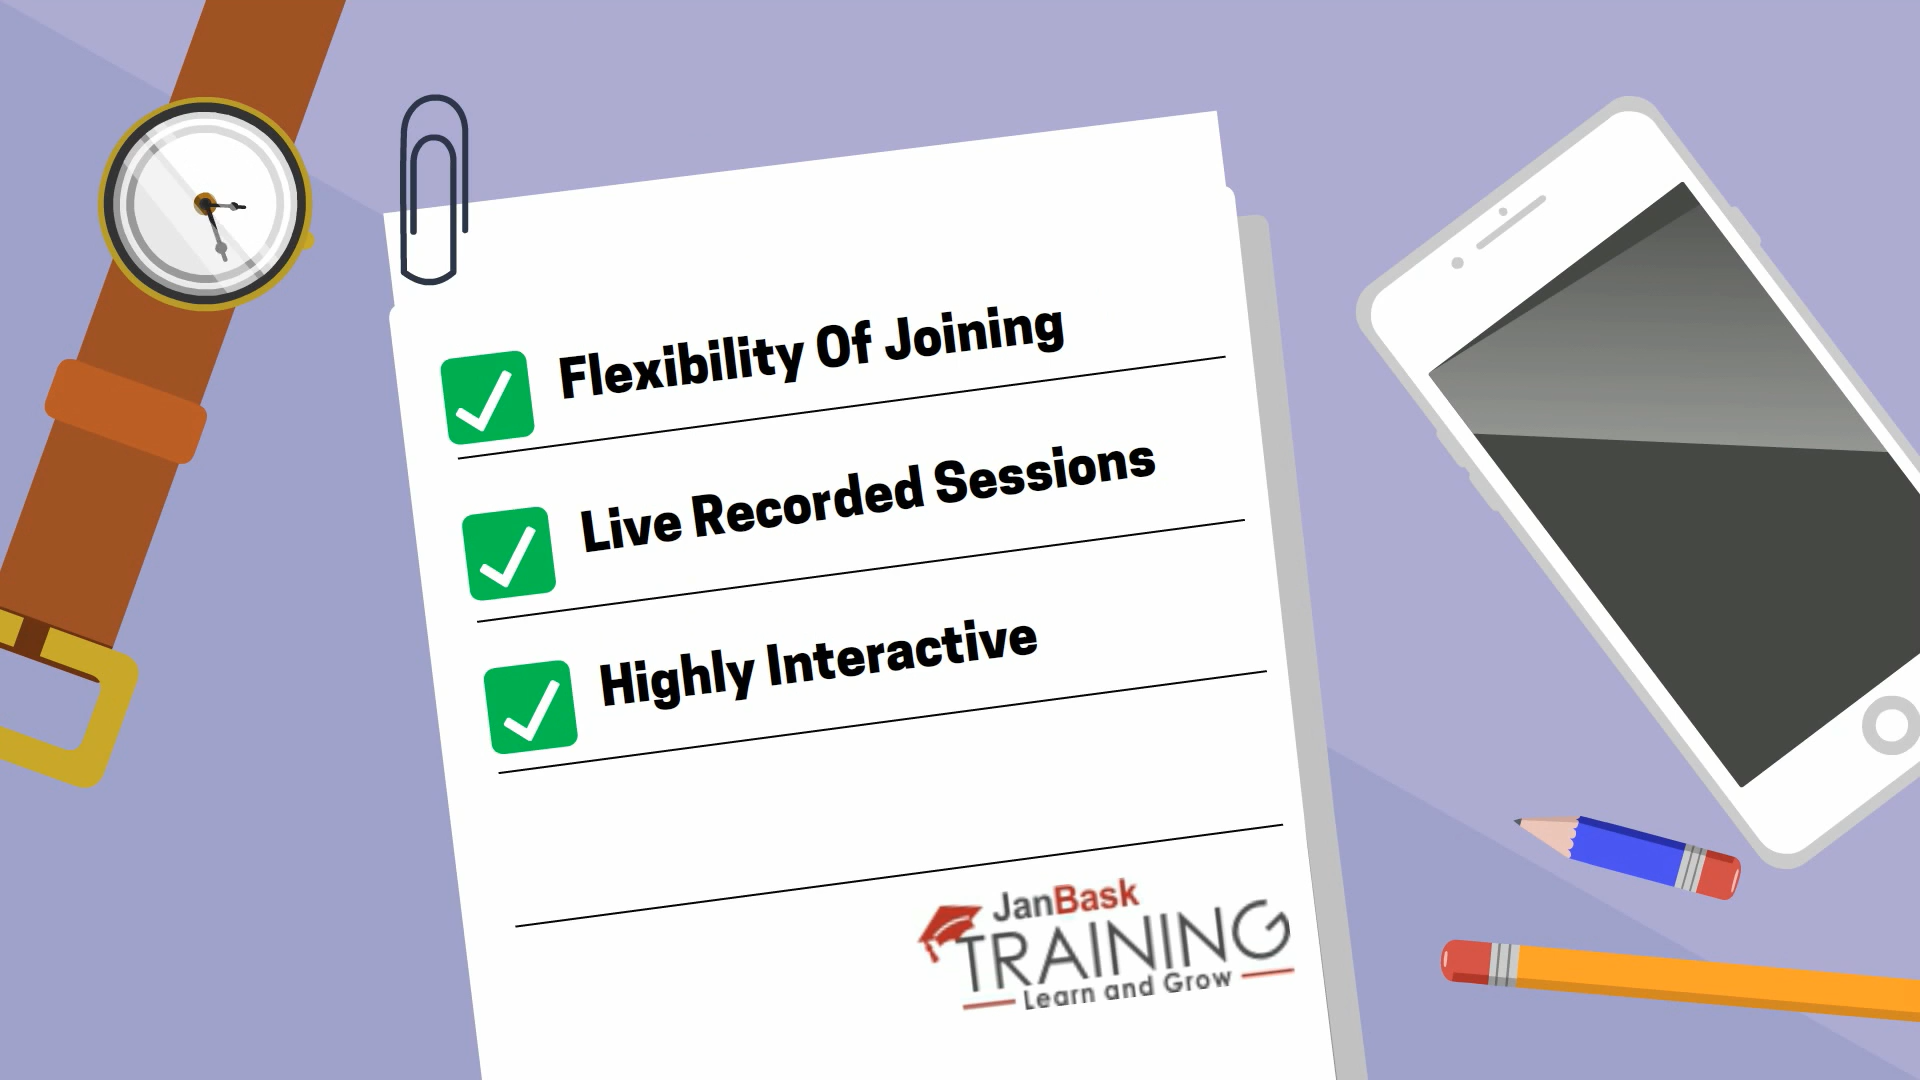 Flexibility Of Joining
Live Recorded Sessions
Highly Interactive
JanBask
TRAINING
Learn and Grow